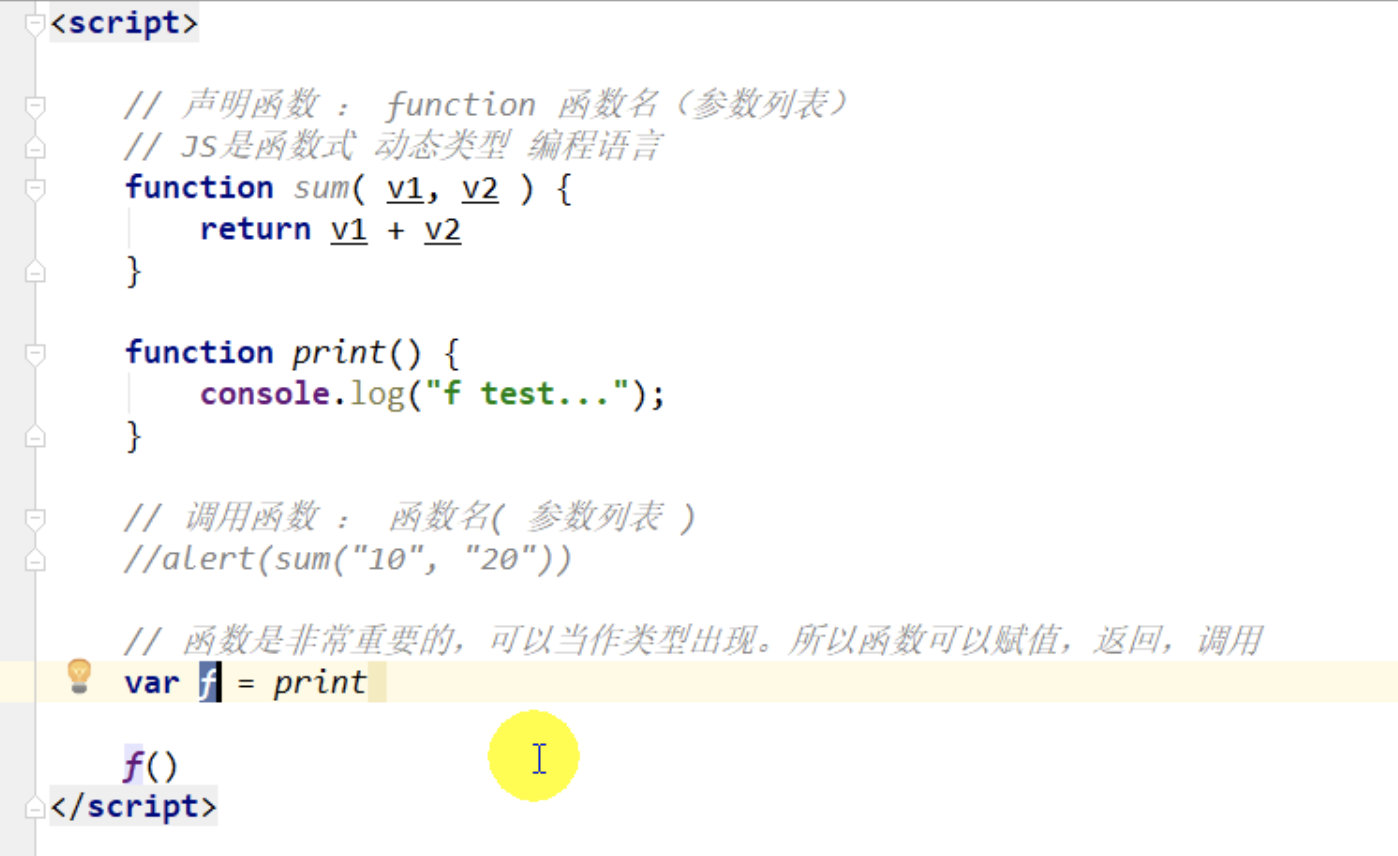 <script>
// 声明函数 ： function 函数名（参数列表）
// JS是函数式 动态类型 编程语言
function sum( v1, v2 ) {
return v1 + v2
}
function print() {
console.log("f test...");
}
// 调用函数 ： 函数名( 参数列表 )
//alert(sum("10", "20"))
// 函数是非常重要的，可以当作类型出现。所以函数可以赋值，返回，调用
var f = print
f()
</script>